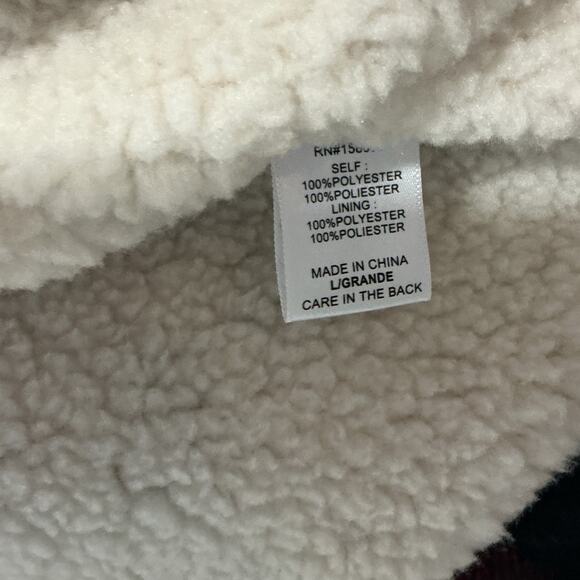 SELF :
100%POLYESTER
100%POLIESTER
LINING :
100%POLYESTER
100%POLIESTER
MADE IN CHINA
L/GRANDE
CARE IN THE BACK